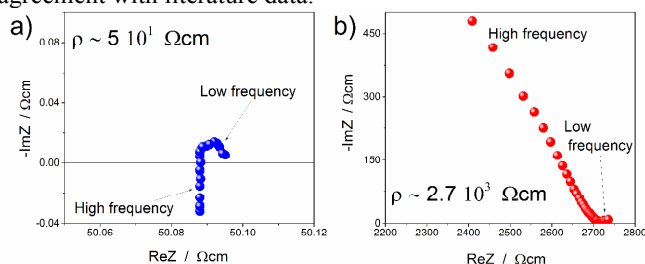 agreement with literature data.
a)
ρ ~ 5 10¹ Ωcm
-ImZ / Ωcm
0.08
0.04
0.00
-0.04
Low frequency
High frequency
50.06 50.08 50.10 50.12
ReZ / Ωcm
b)
-ImZ / Ωcm
450
300
150
0
High frequency
Low
frequency
ρ ~ 2.7 10³ Ωcm
2200 2300 2400 2500 2600 2700 2800
ReZ / Ωcm